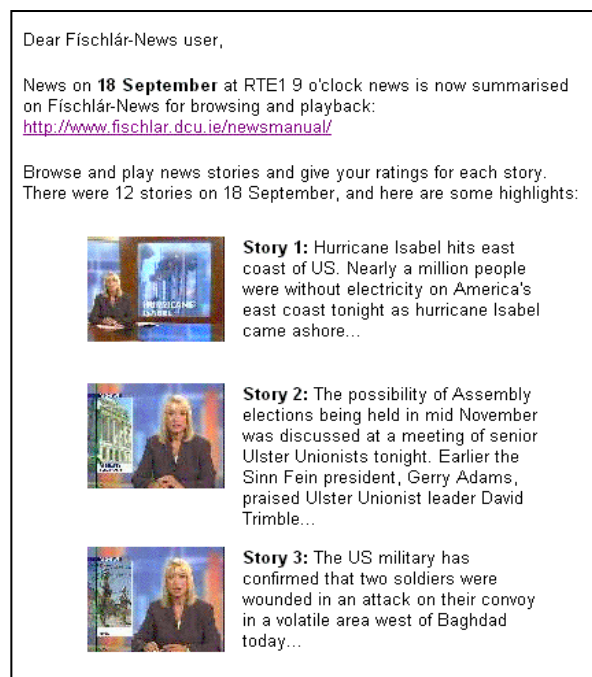 Dear Físchlár-News user,
News on 18 September at RTE1 9 o'clock news is now summarised
on Físchlár-News for browsing and playback:
http://www.fischlar.dcu.ie/newsmanual/
Browse and play news stories and give your ratings for each story.
There were 12 stories on 18 September, and here are some highlights:
HURRICANE
ISABEL
Story 1: Hurricane Isabel hits east
coast of US. Nearly a million people
were without electricity on America's
east coast tonight as hurricane Isabel
came ashore...
Story 2: The possibility of Assembly
elections being held in mid November
was discussed at a meeting of senior
Ulster Unionists tonight. Earlier the
Sinn Fein president, Gerry Adams,
praised Ulster Unionist leader David
Trimble...
Story 3: The US military has
confirmed that two soldiers were
wounded in an attack on their convoy
in a volatile area west of Baghdad
today...